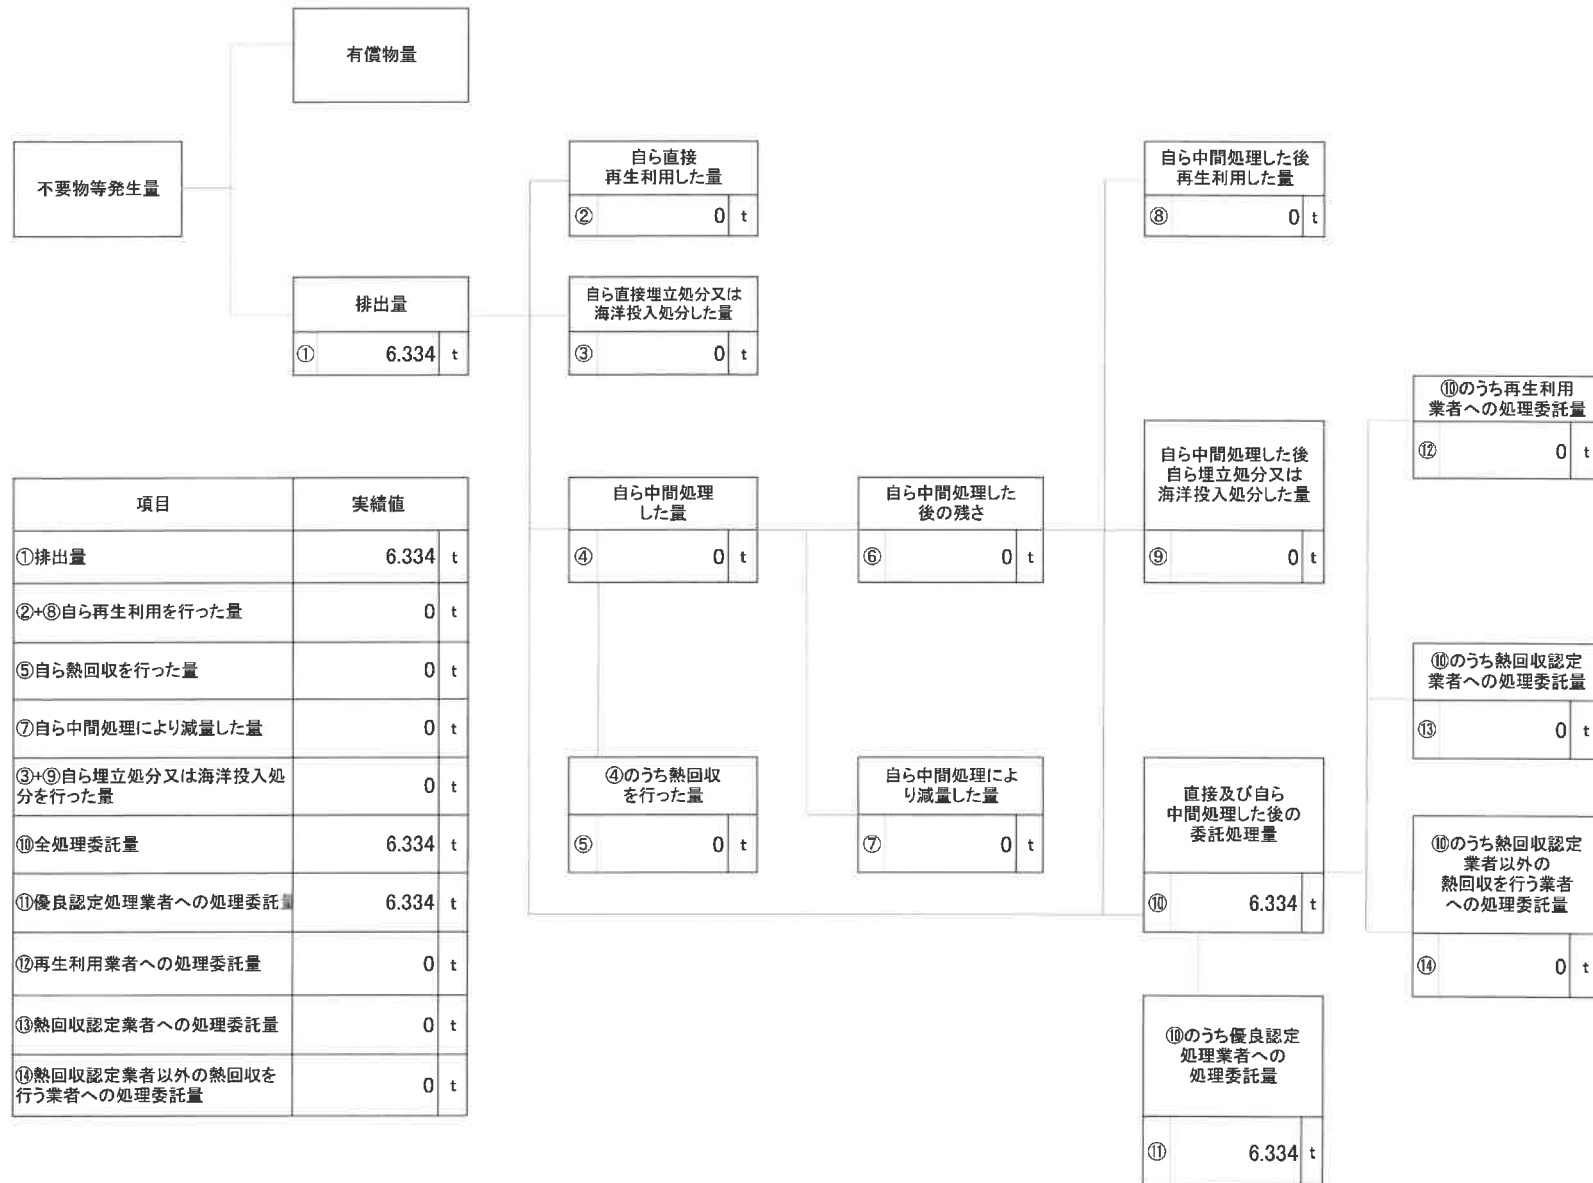 有償物量
不要物等発生量
排出量
① 6.334 t
自ら直接
再生利用した量
② 0 t
自ら直接埋立処分又は
海洋投入処分した量
③ 0 t
自ら中間処理
した量
④ 0 t
④のうち熱回収
を行った量
⑤ 0 t
自ら中間処理した
後の残さ
⑥ 0 t
自ら中間処理によ
り減量した量
⑦ 0 t
自ら中間処理した後
再生利用した量
⑧ 0 t
自ら中間処理した後
自ら埋立処分又は
海洋投入処分した量
⑨ 0 t
直接及び自ら
中間処理した後の
委託処理量
⑩ 6.334 t
⑩のうち優良認定
処理業者への
処理委託量
⑪ 6.334 t
⑩のうち再生利用
業者への処理委託量
⑫ 0 t
⑩のうち熱回収認定
業者への処理委託量
⑬ 0 t
⑩のうち熱回収認定
業者以外の
熱回収を行う業者
への処理委託量
⑭ 0 t
項目 実績値
①排出量 6.334 t
②+⑧自ら再生利用を行った量 0 t
⑤自ら熱回収を行った量 0 t
⑦自ら中間処理により減量した量 0 t
③+⑨自ら埋立処分又は海洋投入処
分を行った量 0 t
⑩全処理委託量 6.334 t
⑪優良認定処理業者への処理委託量 6.334 t
⑫再生利用業者への処理委託量 0 t
⑬熱回収認定業者への処理委託量 0 t
⑭熱回収認定業者以外の熱回収を
行う業者への処理委託量 0 t